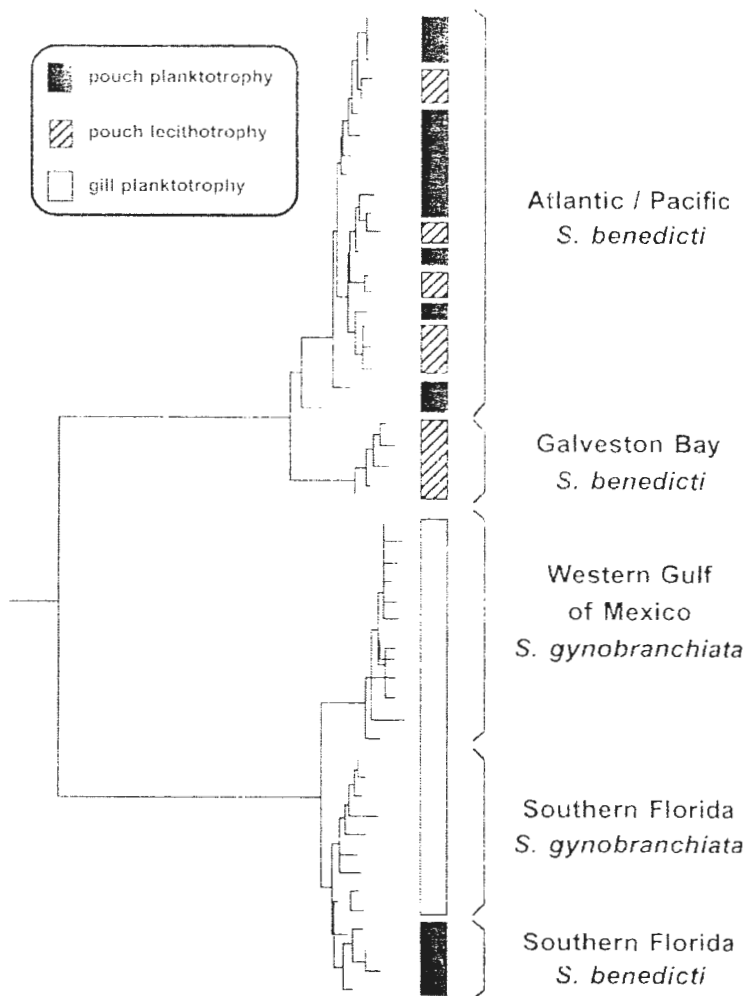 pouch planktotrophy
pouch lecithotrophy
gill planktotrophy
Atlantic / Pacific
S. benedicti
Galveston Bay
S. benedicti
Western Gulf
of Mexico
S. gynobranchiata
Southern Florida
S. gynobranchiata
Southern Florida
S. benedicti